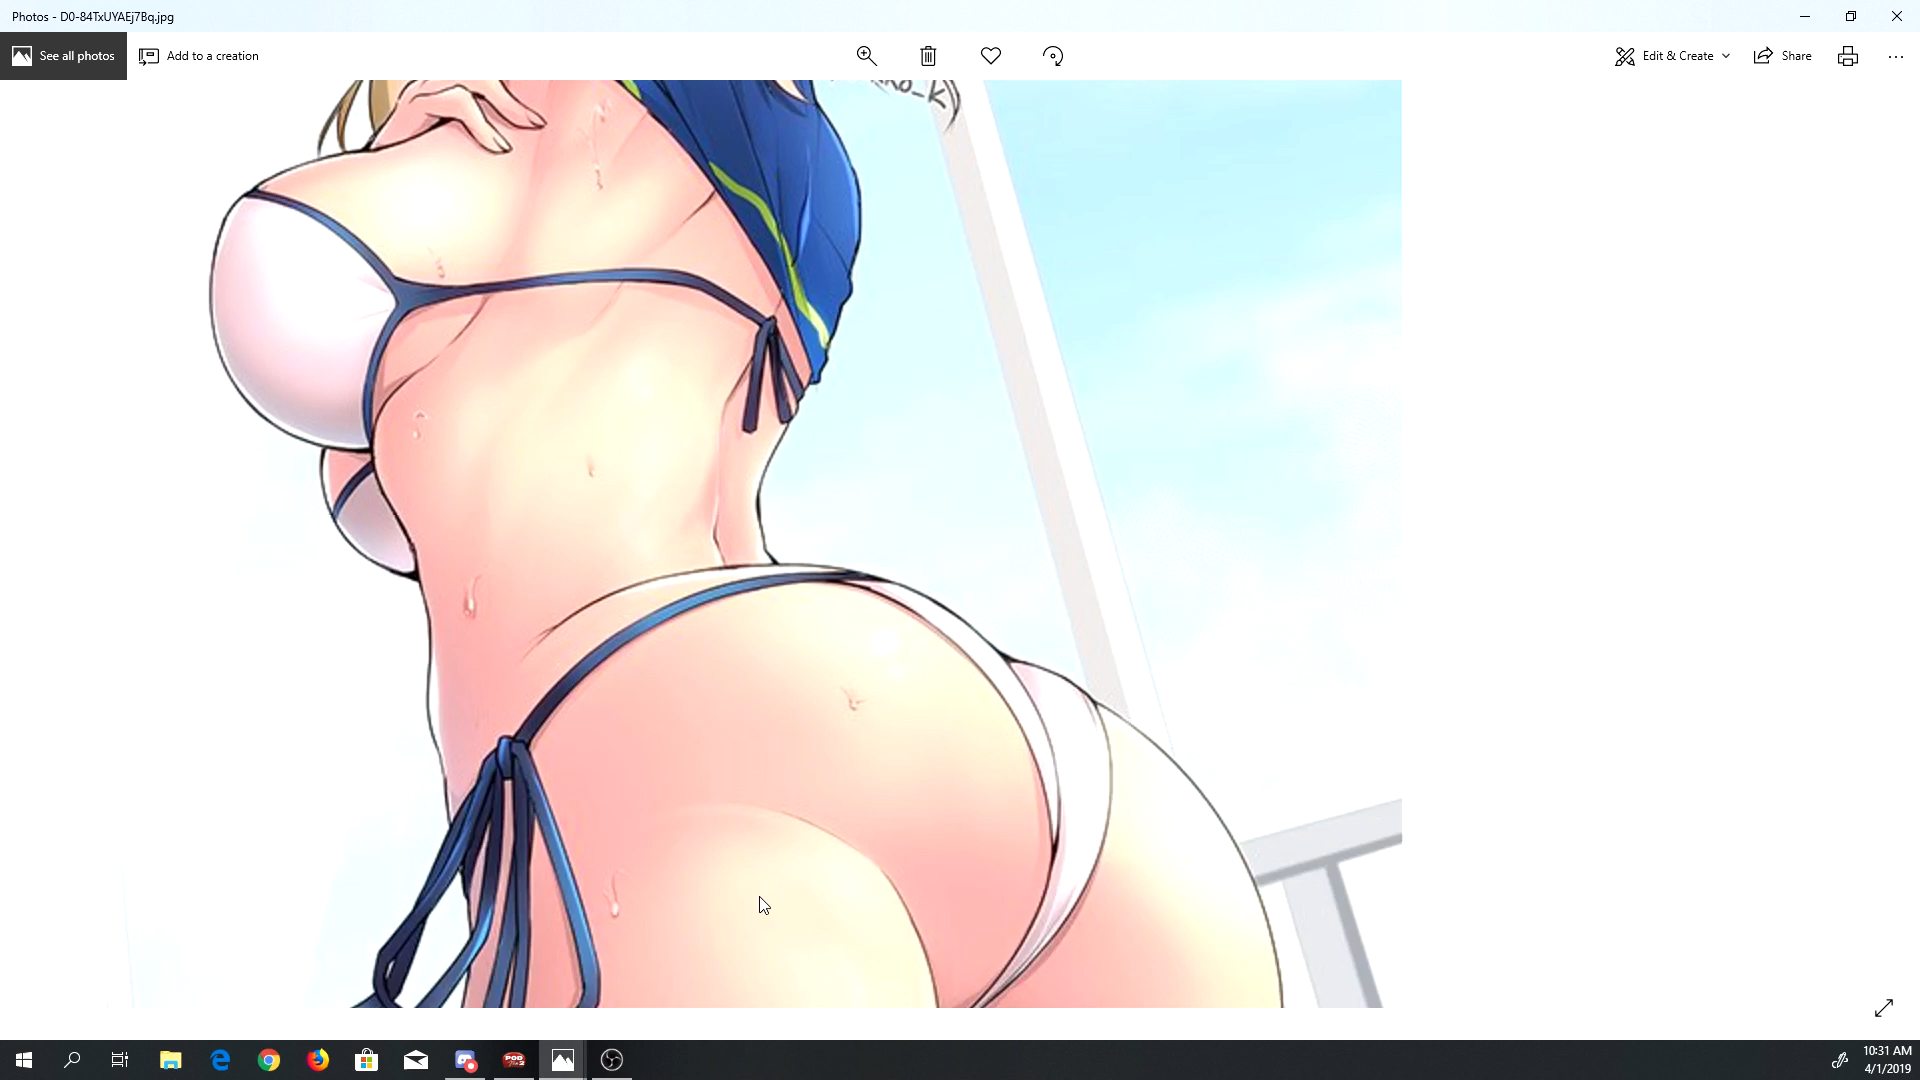 Photos - D0-84TxUYAEj7Bq.jpg
See all photos
Add to a creation
Edit & Create
Share
POD
10:31 AM
4/1/2019